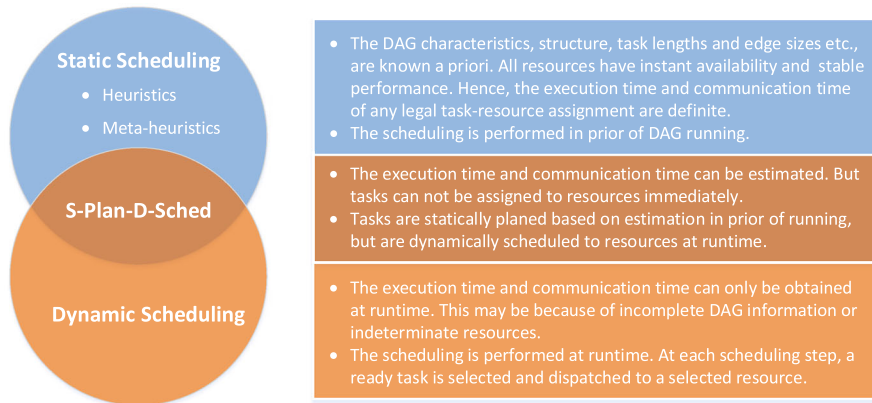 Static Scheduling
• Heuristics
• Meta-heuristics
S-Plan-D-Sched
Dynamic Scheduling
• The DAG characteristics, structure, task lengths and edge sizes etc.,
are known a priori. All resources have instant availability and stable
performance. Hence, the execution time and communication time
of any legal task-resource assignment are definite.
• The scheduling is performed in prior of DAG running.
• The execution time and communication time can be estimated. But
tasks can not be assigned to resources immediately.
• Tasks are statically planed based on estimation in prior of running,
but are dynamically scheduled to resources at runtime.
• The execution time and communication time can only be obtained
at runtime. This may be because of incomplete DAG information or
indeterminate resources.
• The scheduling is performed at runtime. At each scheduling step, a
ready task is selected and dispatched to a selected resource.